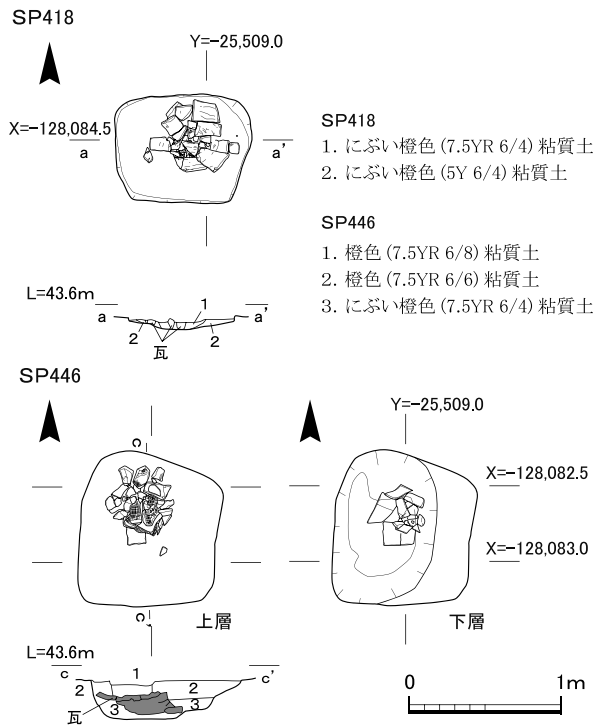 SP418
Y=-25,509.0
X=-128,084.5
a a'
SP418
1. にぶい橙色 (7.5YR 6/4) 粘質土
2. にぶい橙色 (5Y 6/4) 粘質土
SP446
1. 橙色 (7.5YR 6/8) 粘質土
2. 橙色 (7.5YR 6/6) 粘質土
3. にぶい橙色 (7.5YR 6/4) 粘質土
L=43.6m
a 1 a'
2 瓦 2
SP446
Y=-25,509.0
c
X=-128,082.5
X=-128,083.0
c'
上層
下層
L=43.6m
c c'
2 1 2
3 3
瓦
0 1m